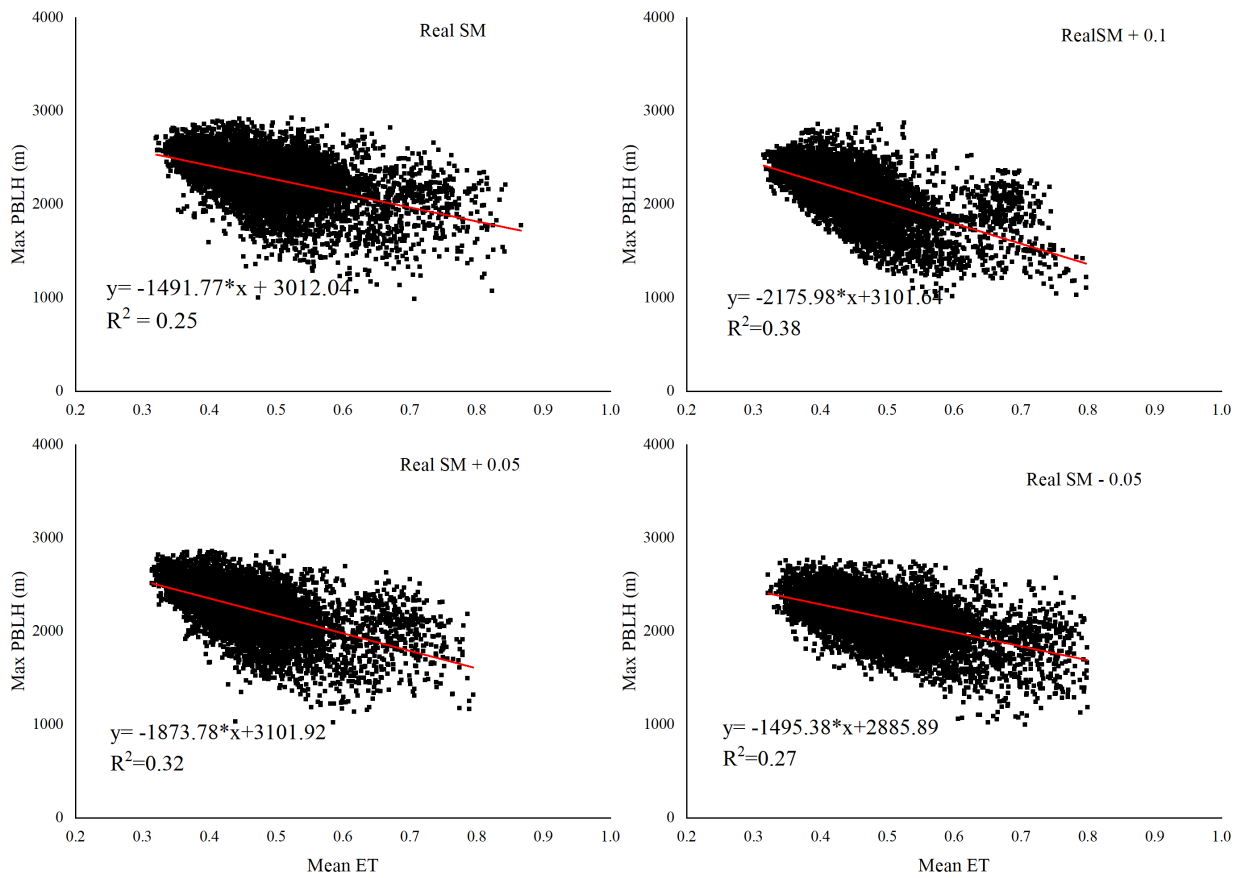 Real SM
Max PBLH (m)
4000
3000
2000
1000
0
y= -1491.77*x + 3012.04
R² = 0.25
0.2 0.3 0.4 0.5 0.6 0.7 0.8 0.9 1.0
RealSM + 0.1
Max PBLH (m)
4000
3000
2000
1000
0
y= -2175.98*x+3101.64
R²=0.38
0.2 0.3 0.4 0.5 0.6 0.7 0.8 0.9 1.0
Real SM + 0.05
Max PBLH (m)
4000
3000
2000
1000
0
y= -1873.78*x+3101.92
R²=0.32
0.2 0.3 0.4 0.5 0.6 0.7 0.8 0.9 1.0
Mean ET
Real SM - 0.05
Max PBLH (m)
4000
3000
2000
1000
0
y= -1495.38*x+2885.89
R²=0.27
0.2 0.3 0.4 0.5 0.6 0.7 0.8 0.9 1.0
Mean ET